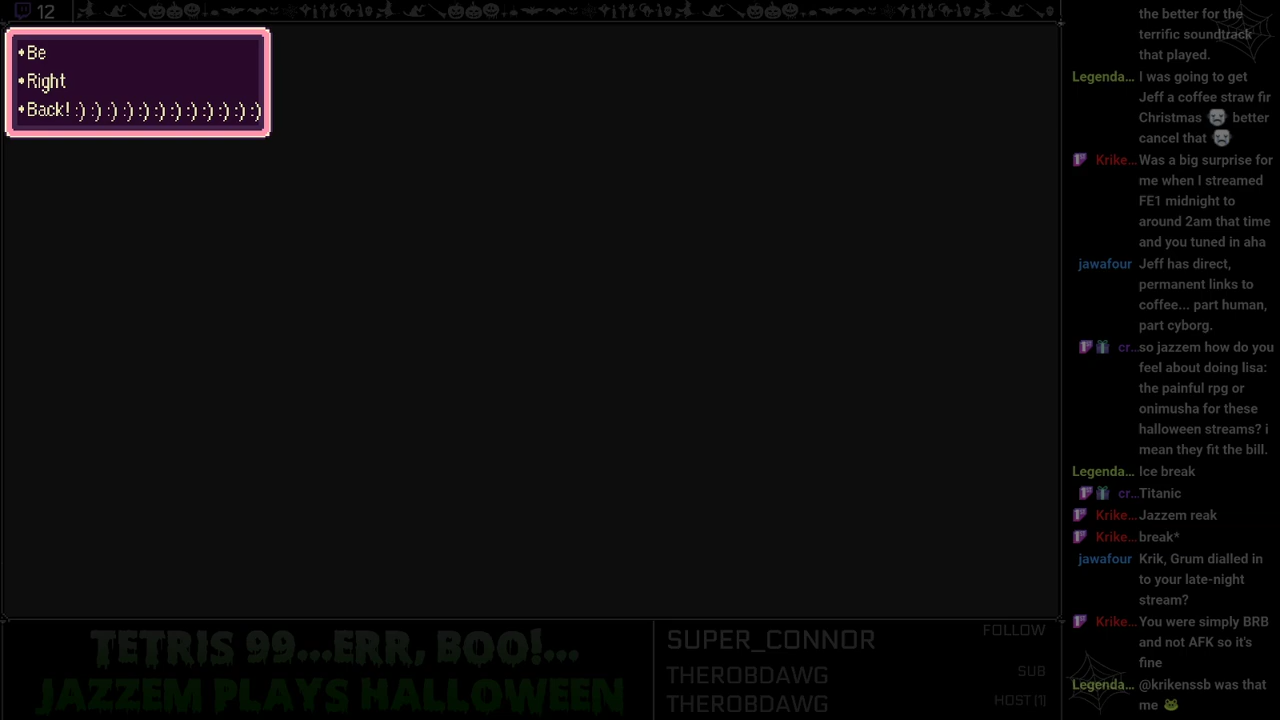 12
•Be
•Right
•Back! :) :) :) :) :) :) :) :) :) :) :) :)
TETRIS 99...ERR, BOO!...
JAZZEM PLAYS HALLOWEEN
SUPER_CONNOR
FOLLOW
THEROBDAWG
SUB
THEROBDAWG
HOST (1)
the better for the
terrific soundtrack
that played.
Legenda... I was going to get
Jeff a coffee straw fir
Christmas better
cancel that
Krike... Was a big surprise for
me when I streamed
FE1 midnight to
around 2am that time
and you tuned in aha
jawafour Jeff has direct,
permanent links to
coffee... part human,
part cyborg.
cr... so jazzem how do you
feel about doing lisa:
the painful rpg or
onimusha for these
halloween streams? i
mean they fit the bill.
Legenda... Ice break
cr... Titanic
Krike... Jazzem reak
Krike... break*
jawafour Krik, Grum dialled in
to your late-night
stream?
Krike... You were simply BRB
and not AFK so it's
fine
Legenda... @krikenssb was that
me